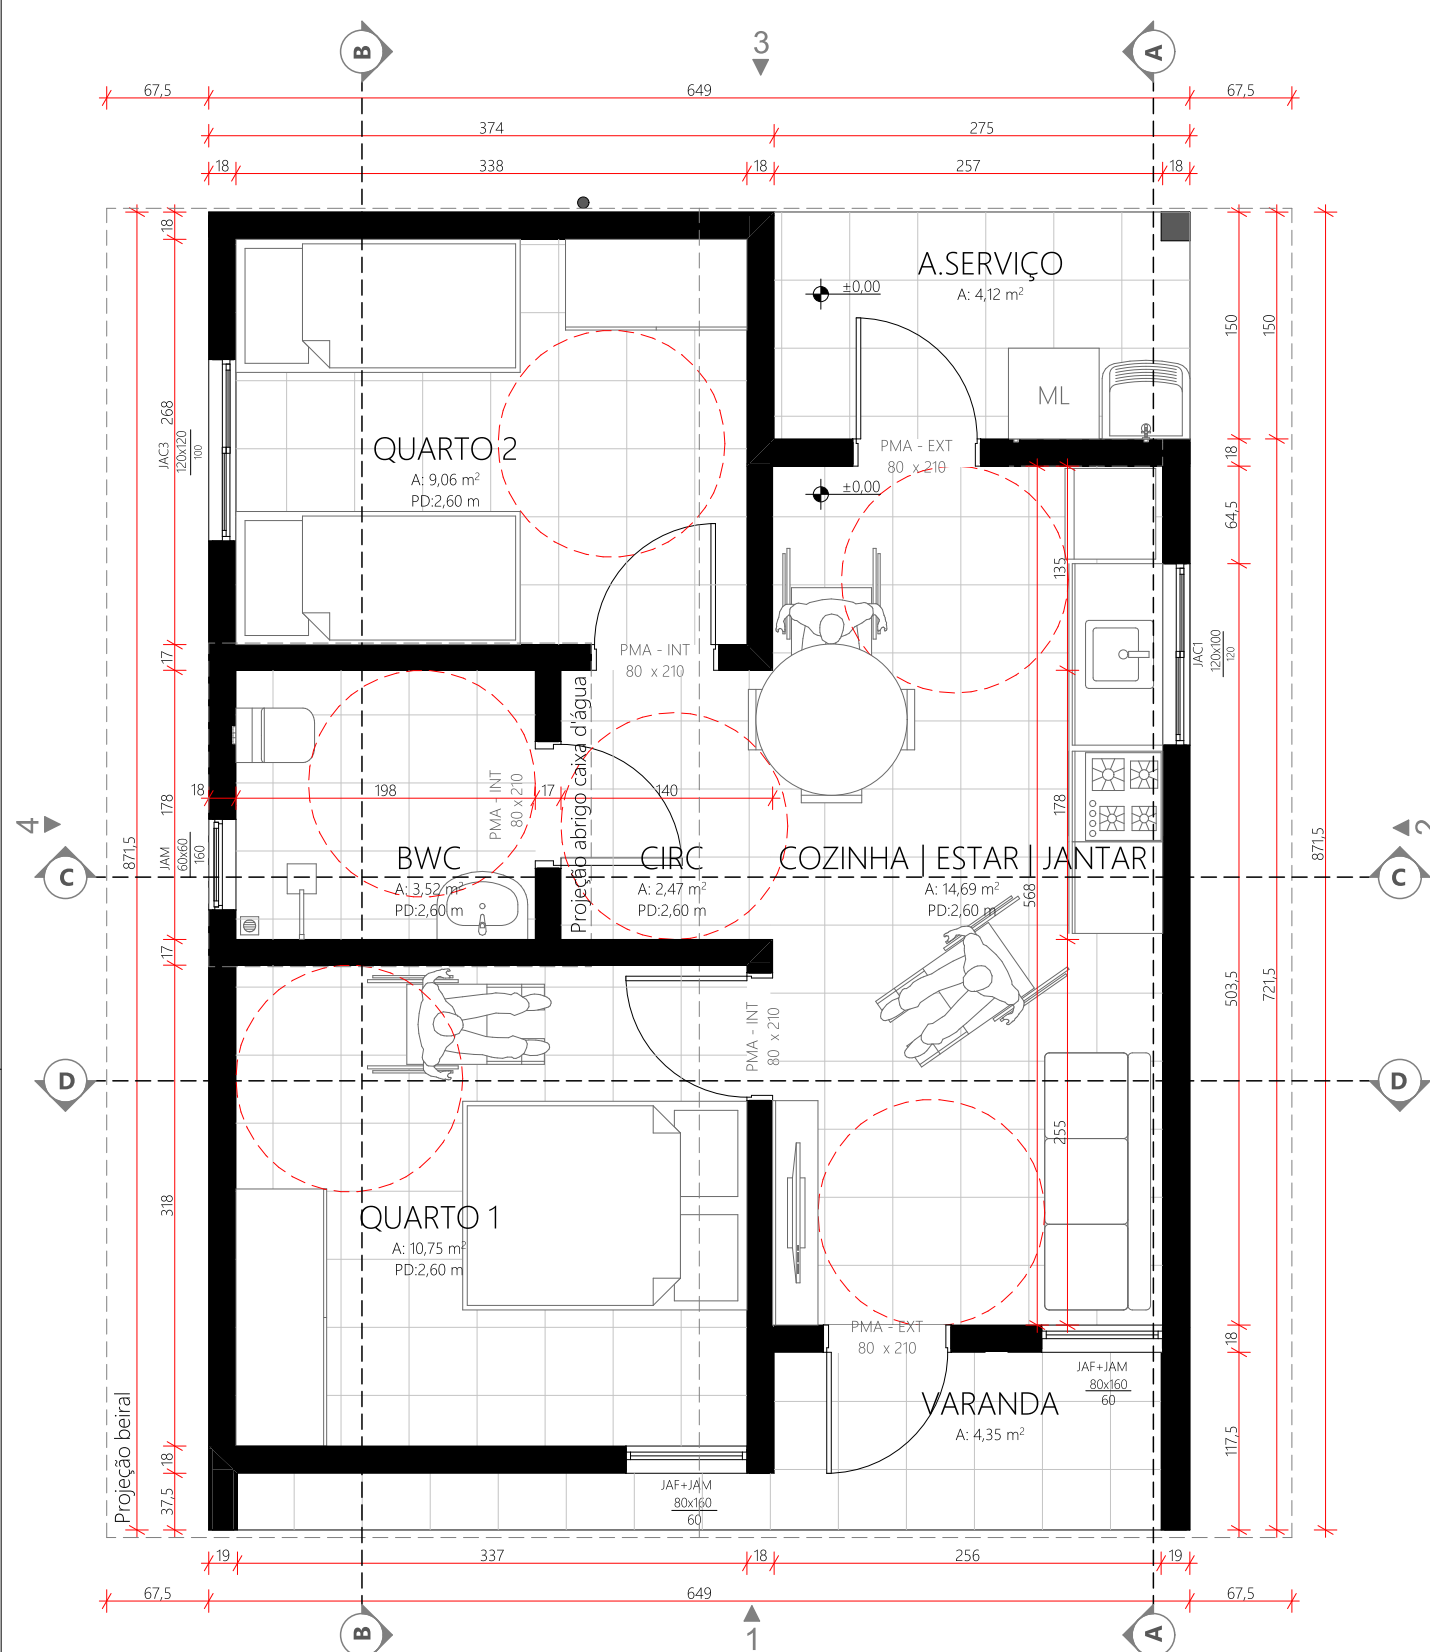 B
3
A
67,5
649
67,5
374
275
18
338
18
257
18
18
A.SERVIÇO
A: 4,12 m²
±0,00
150
150
ML
268
JAC3
120x120
100
QUARTO 2
A: 9,06 m²
PD:2,60 m
PMA - EXT
80 x 210
±0,00
18
64,5
135
17
PMA - INT
80 x 210
JAC1
120x100
120
Projeção abrigo caixa d'água
18
198
17
140
178
178
PMA - INT
80 x 210
4
2
871,5
871,5
JAM
60x60
160
BWC
A: 3,52 m²
PD:2,60 m
CIRC
A: 2,47 m²
PD:2,60 m
COZINHA | ESTAR | JANTAR
A: 14,69 m²
PD:2,60 m
568
C
C
17
503,5
721,5
PMA - INT
80 x 210
D
D
255
318
QUARTO 1
A: 10,75 m²
PD:2,60 m
PMA - EXT
80 x 210
18
JAF+JAM
80x160
60
VARANDA
A: 4,35 m²
117,5
Projeção beiral
18
37,5
JAF+JAM
80x160
60
19
337
18
256
19
67,5
649
67,5
B
1
A